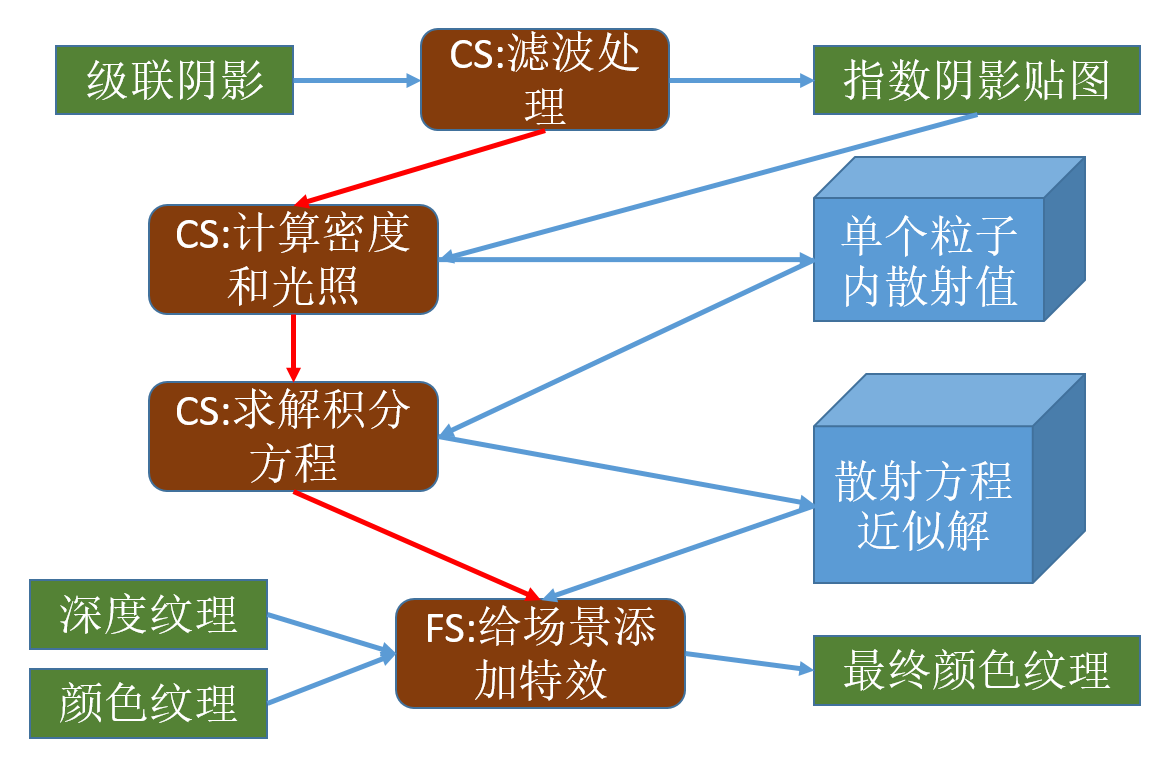 级联阴影
CS:滤波处
理
指数阴影贴图
CS:计算密度
和光照
单个粒子
内散射值
CS:求解积分
方程
散射方程
近似解
深度纹理
颜色纹理
FS:给场景添
加特效
最终颜色纹理